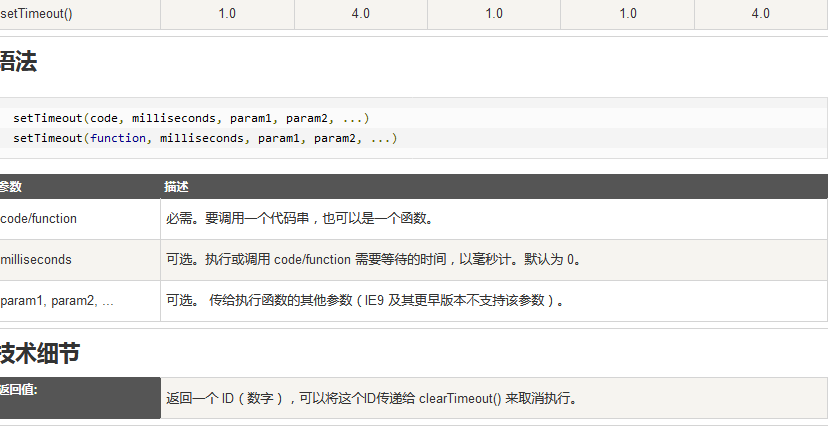 setTimeout() 1.0 4.0 1.0 1.0 4.0
语法
setTimeout(code, milliseconds, param1, param2, ...)
setTimeout(function, milliseconds, param1, param2, ...)
参数 描述
code/function 必需。要调用一个代码串，也可以是一个函数。
milliseconds 可选。执行或调用 code/function 需要等待的时间，以毫秒计。默认为 0。
param1, param2, ... 可选。 传给执行函数的其他参数（IE9 及其更早版本不支持该参数）。
技术细节
返回值: 返回一个 ID（数字），可以将这个ID传递给 clearTimeout() 来取消执行。